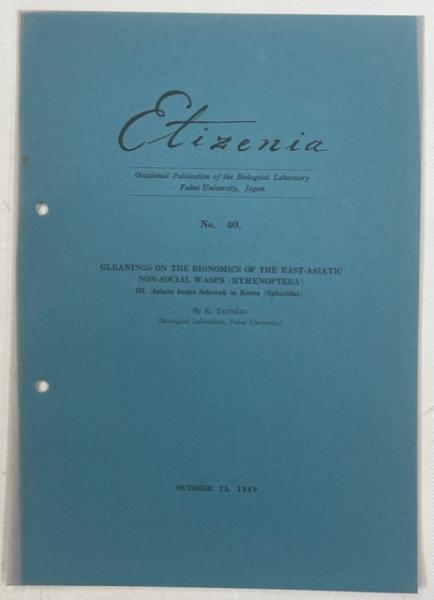 Etizenia
Occasional Publication of the Biological Laboratory
Fukui University, Japan
No. 40.
GLEANINGS ON THE BIONOMICS OF THE EAST-ASIATIC
NON-SOCIAL WASPS (HYMENOPTERA)
III. Astata boops Schrank in Korea (Sphecidae)
By K. TSUNEKI
(Biological Laboratory, Fukui University)
OCTOBER 25, 1969